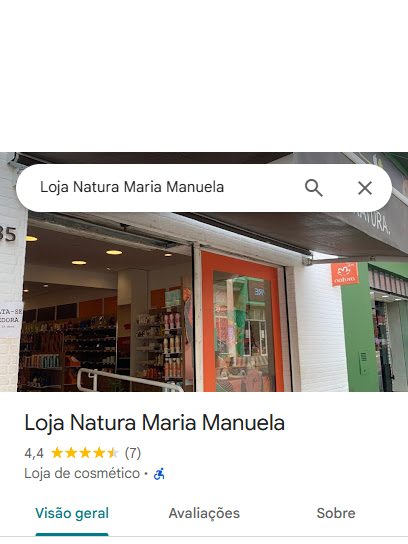 Loja Natura Maria Manuela
NATURA.
35
natura
TA-SE
EDORA
Loja Natura Maria Manuela
4,4 (7)
Loja de cosmético ·
Visão geral Avaliações Sobre